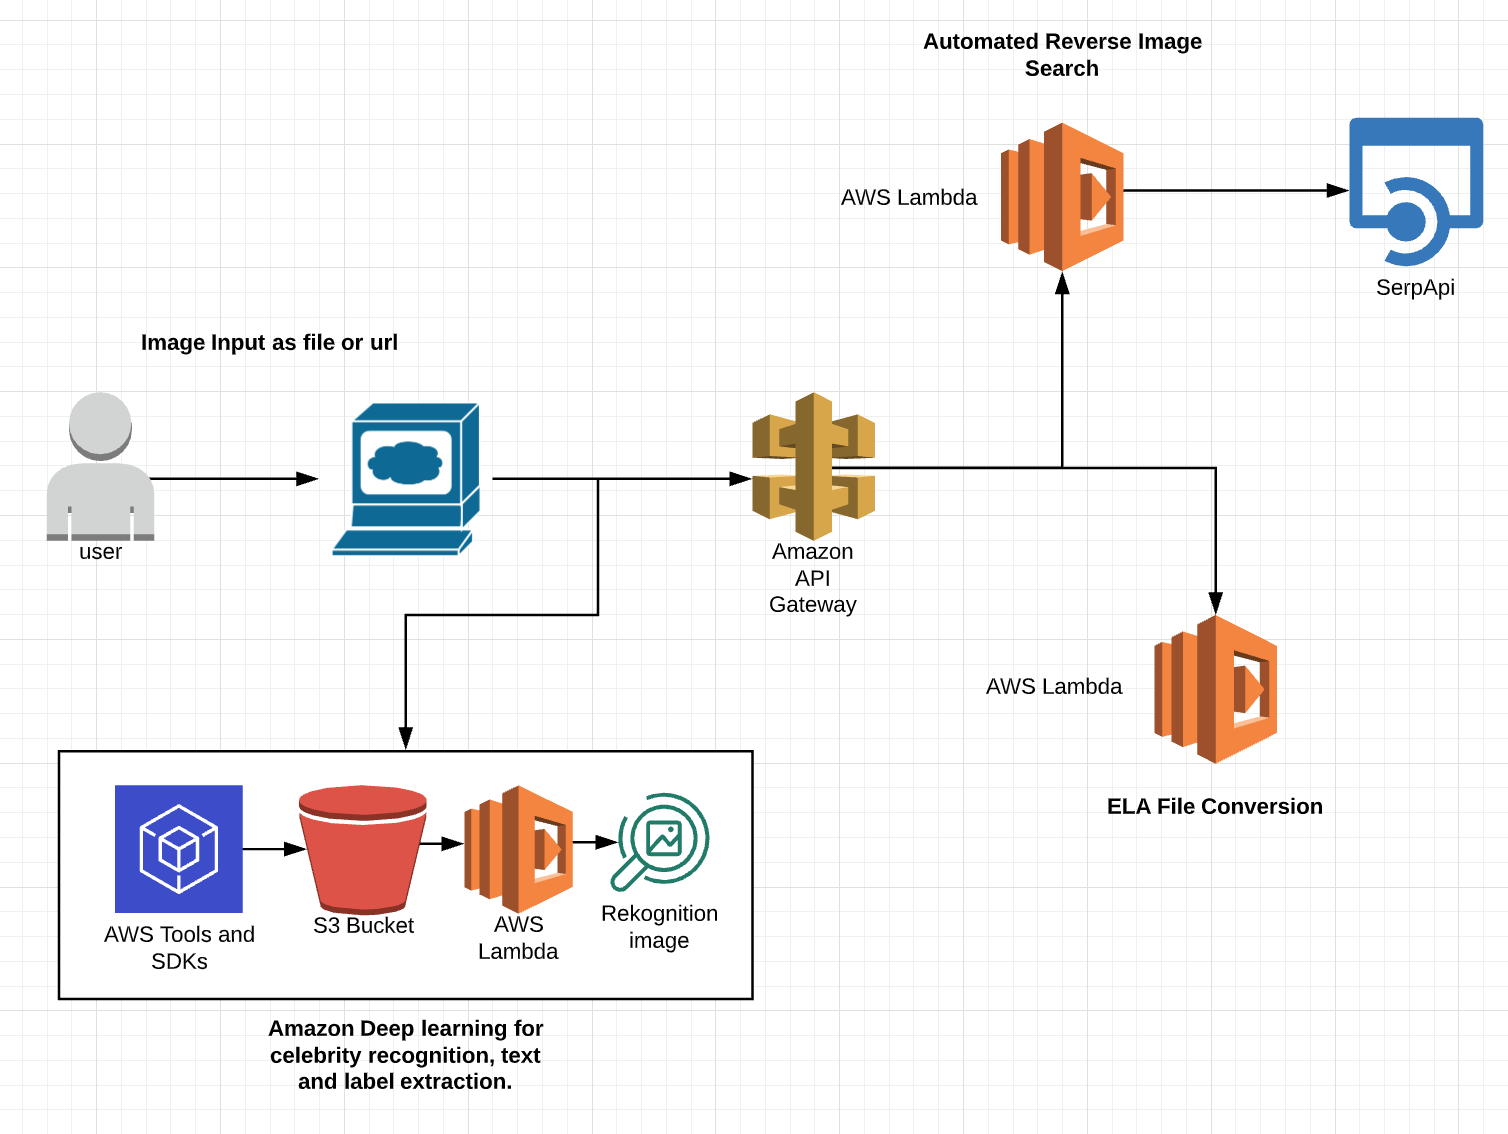 Automated Reverse Image
Search
AWS Lambda
SerpApi
Image Input as file or url
user
Amazon
API
Gateway
AWS Lambda
ELA File Conversion
AWS Tools and
SDKs
S3 Bucket
AWS
Lambda
Rekognition
image
Amazon Deep learning for
celebrity recognition, text
and label extraction.